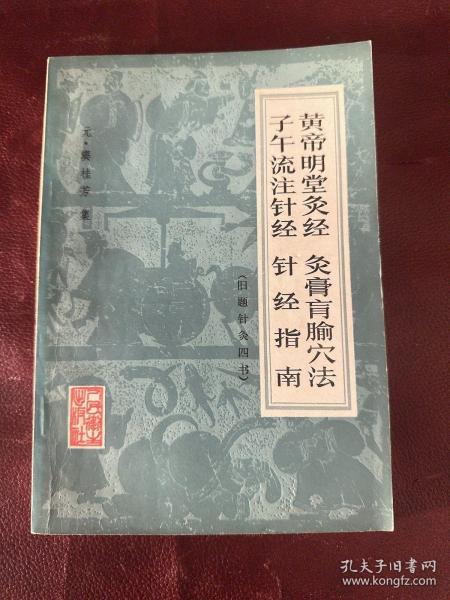 黄帝明堂灸经 灸膏肓腧穴法
子午流注针经 针经指南
(旧题针灸四书)
元·窦桂芳 集
人民卫生出版社
孔夫子旧书网
www.kongfz.com